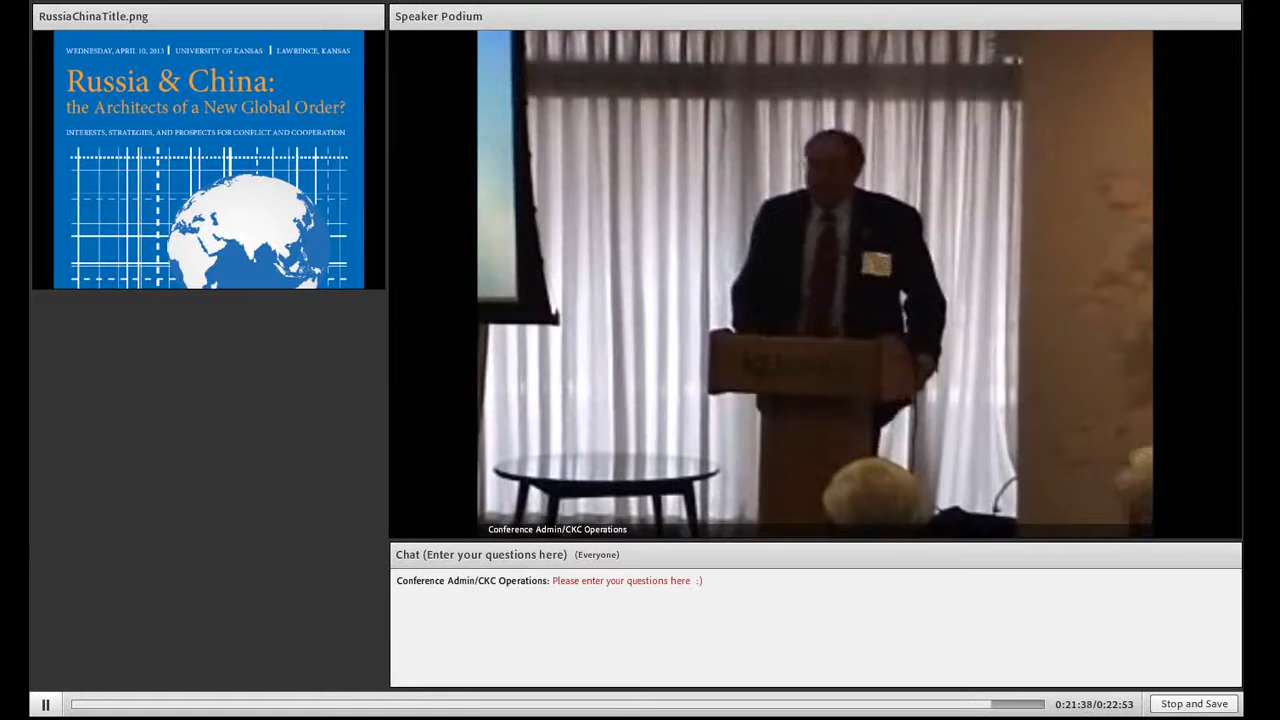 RussiaChinaTitle.png
WEDNESDAY, APRIL 10, 2013 | UNIVERSITY OF KANSAS | LAWRENCE, KANSAS
Russia & China:
the Architects of a New Global Order?
INTERESTS, STRATEGIES, AND PROSPECTS FOR CONFLICT AND COOPERATION
Speaker Podium
Conference Admin/CKC Operations
Chat (Enter your questions here) (Everyone)
Conference Admin/CKC Operations: Please enter your questions here :)
0:21:38/0:22:53
Stop and Save